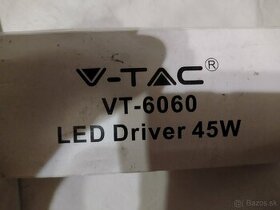 V-TAC®
VT-6060
LED Driver 45W
Bazos.sk